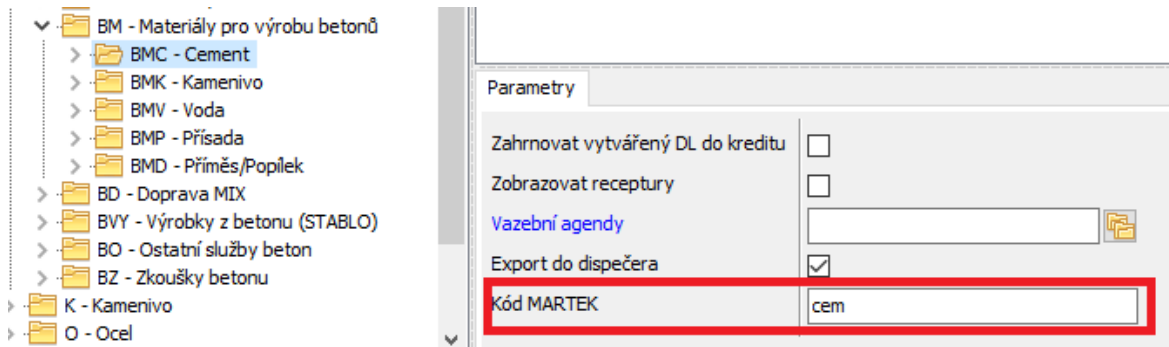 BM - Materiály pro výrobu betonů
BMC - Cement
BMK - Kamenivo
BMV - Voda
BMP - Přísada
BMD - Příměs/Popílek
BD - Doprava MIX
BVY - Výrobky z betonu (STABLO)
BO - Ostatní služby beton
BZ - Zkoušky betonu
K - Kamenivo
O - Ocel
Parametry
Zahrnovat vytvářený DL do kreditu
Zobrazovat receptury
Vazební agendy
Export do dispečera
Kód MARTEK cem